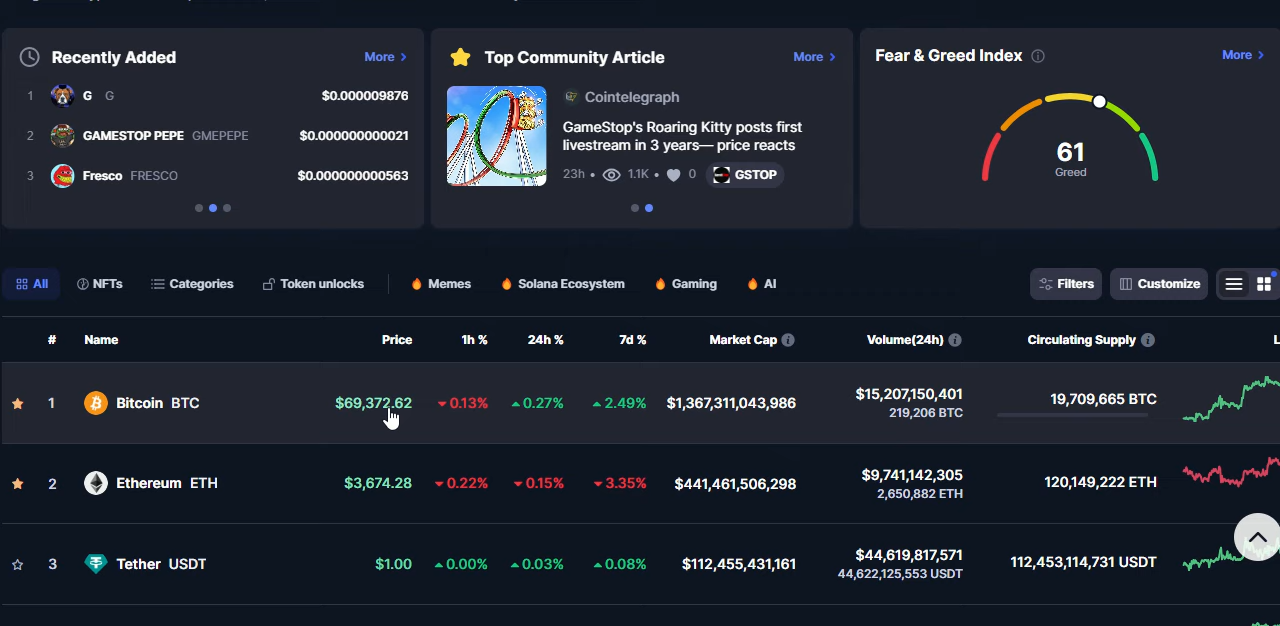 Recently Added
More >
1 G G $0.000009876
2 GAMESTOP PEPE GMEPEPE $0.000000000021
3 Fresco FRESCO $0.000000000563
Top Community Article
More >
Cointelegraph
GameStop's Roaring Kitty posts first
livestream in 3 years— price reacts
23h • 1.1K • 0 GSTOP
Fear & Greed Index
More >
61
Greed
All NFTs Categories Token unlocks Memes Solana Ecosystem Gaming AI Filters Customize
# Name Price 1h % 24h % 7d % Market Cap Volume(24h) Circulating Supply L
1 Bitcoin BTC $69,372.62 0.13% 0.27% 2.49% $1,367,311,043,986 $15,207,150,401 19,709,665 BTC
219,206 BTC
2 Ethereum ETH $3,674.28 0.22% 0.15% 3.35% $441,461,506,298 $9,741,142,305 120,149,222 ETH
2,650,882 ETH
3 Tether USDT $1.00 0.00% 0.03% 0.08% $112,455,431,161 $44,619,817,571 112,453,114,731 USDT
44,622,125,553 USDT